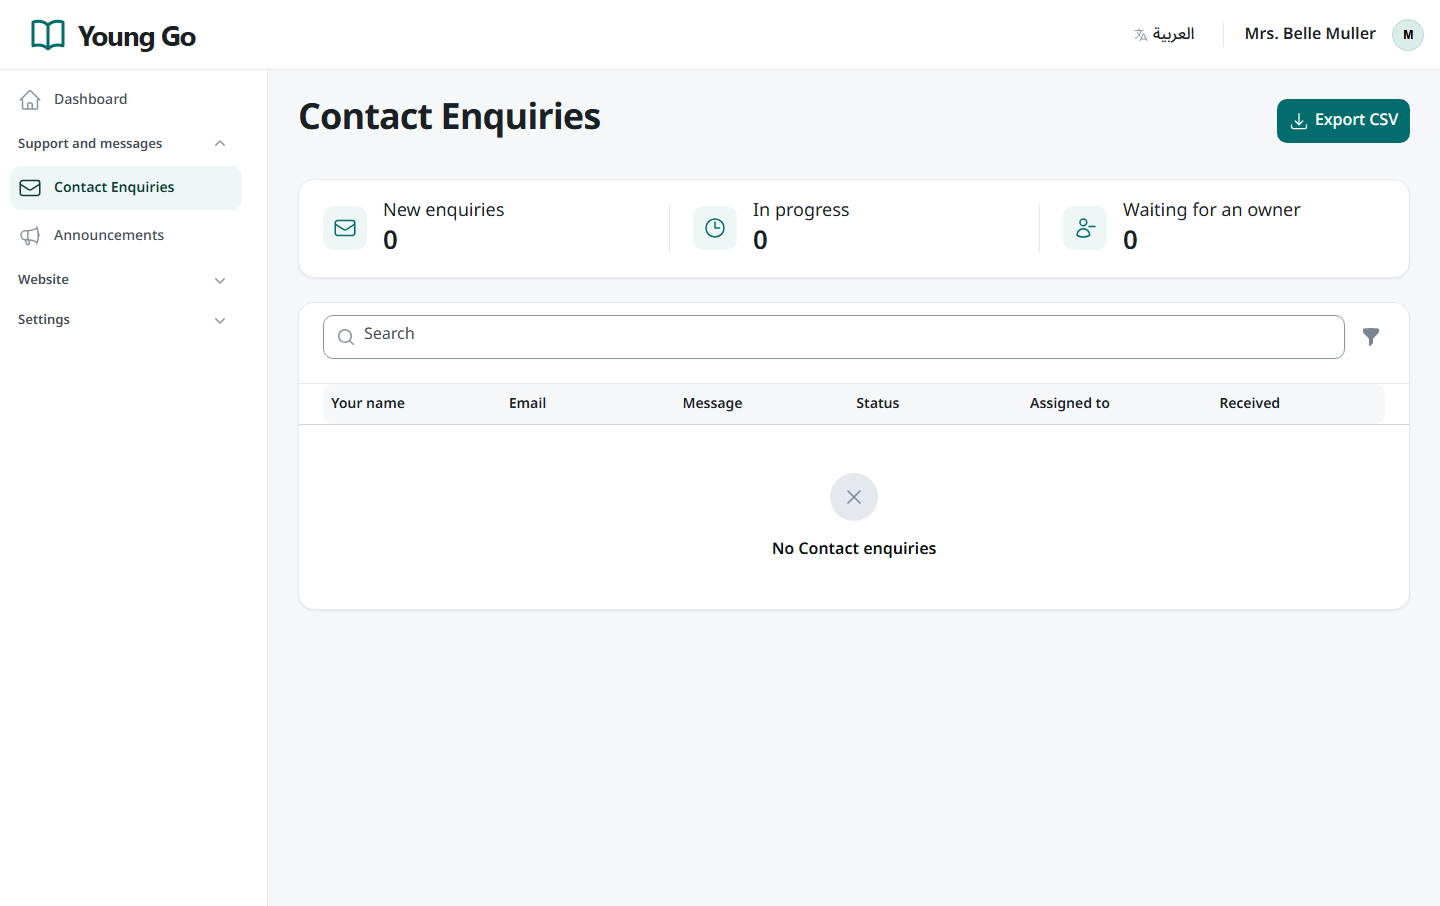 Young Go
العربية
Mrs. Belle Muller
M
Dashboard
Support and messages
Contact Enquiries
Announcements
Website
Settings
Contact Enquiries
Export CSV
New enquiries
0
In progress
0
Waiting for an owner
0
Search
Your name
Email
Message
Status
Assigned to
Received
No Contact enquiries